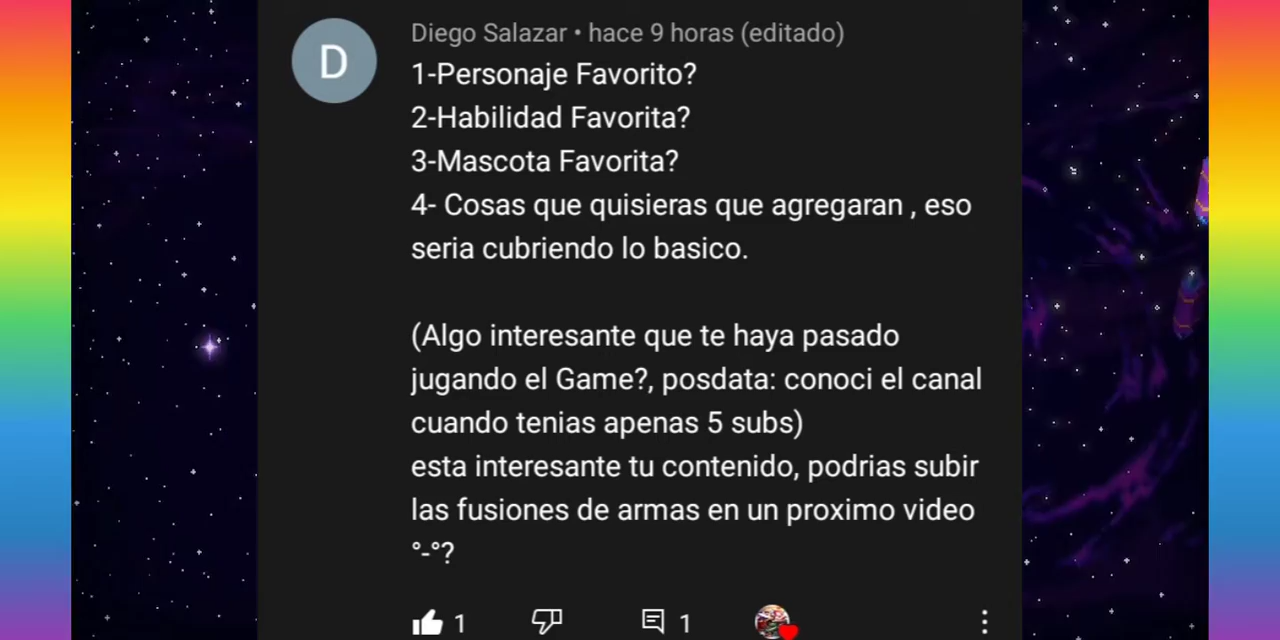 D
Diego Salazar • hace 9 horas (editado)
1-Personaje Favorito?
2-Habilidad Favorita?
3-Mascota Favorita?
4- Cosas que quisieras que agregaran , eso
seria cubriendo lo basico.
(Algo interesante que te haya pasado
jugando el Game?, posdata: conoci el canal
cuando tenias apenas 5 subs)
esta interesante tu contenido, podrias subir
las fusiones de armas en un proximo video
°-°?
1 1